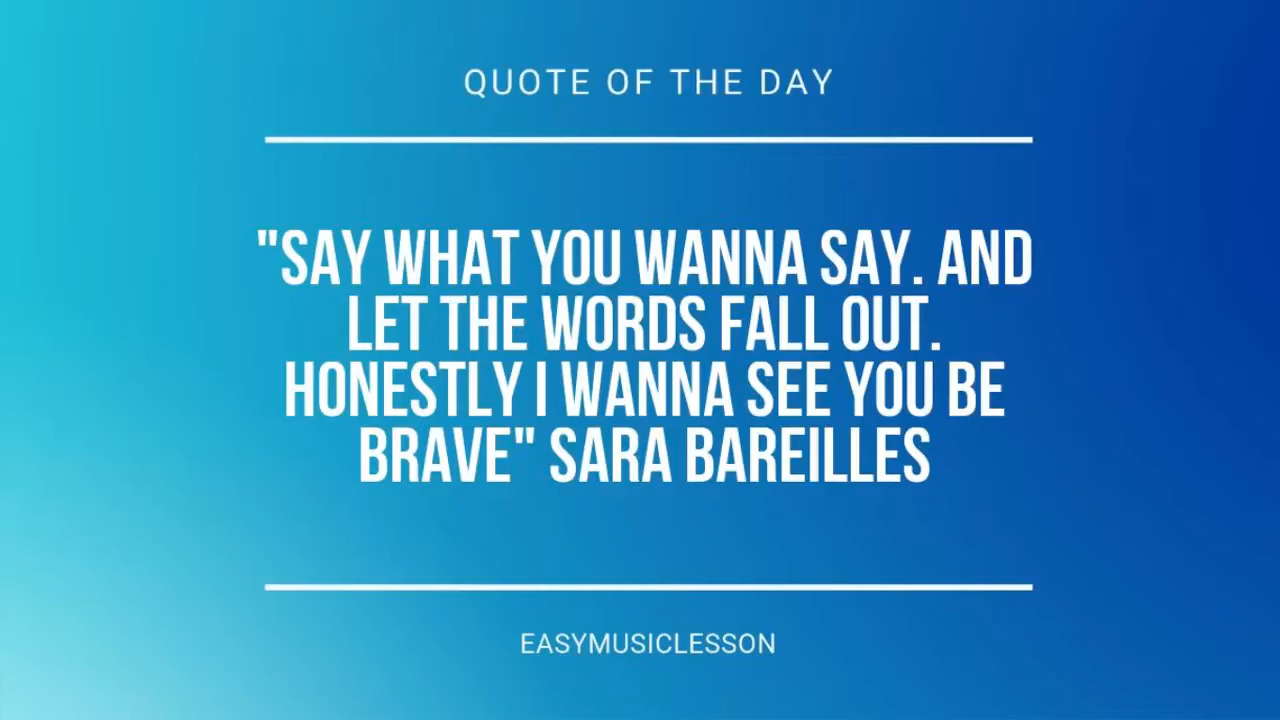 QUOTE OF THE DAY
"SAY WHAT YOU WANNA SAY. AND
LET THE WORDS FALL OUT.
HONESTLY I WANNA SEE YOU BE
BRAVE" SARA BAREILLES
EASYMUSICLESSON